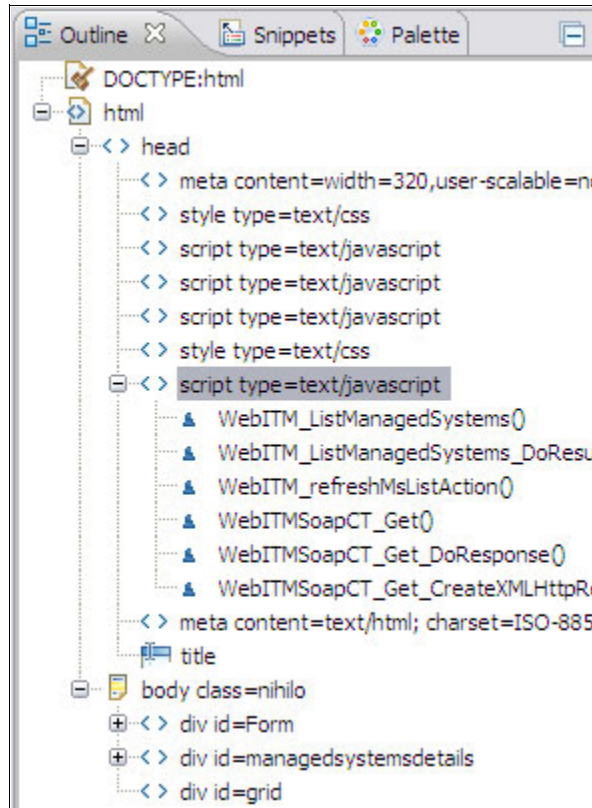 Outline Snippets Palette
DOCTYPE:html
html
head
meta content=width=320,user-scalable=no
style type=text/css
script type=text/javascript
script type=text/javascript
script type=text/javascript
style type=text/css
script type=text/javascript
WebITM_ListManagedSystems()
WebITM_ListManagedSystems_DoResu
WebITM_refreshMsListAction()
WebITMSoapCT_Get()
WebITMSoapCT_Get_DoResponse()
WebITMSoapCT_Get_CreateXMLHttpRe
meta content=text/html; charset=ISO-885
title
body class=nihilo
div id=Form
div id=managedsystemsdetails
div id=grid